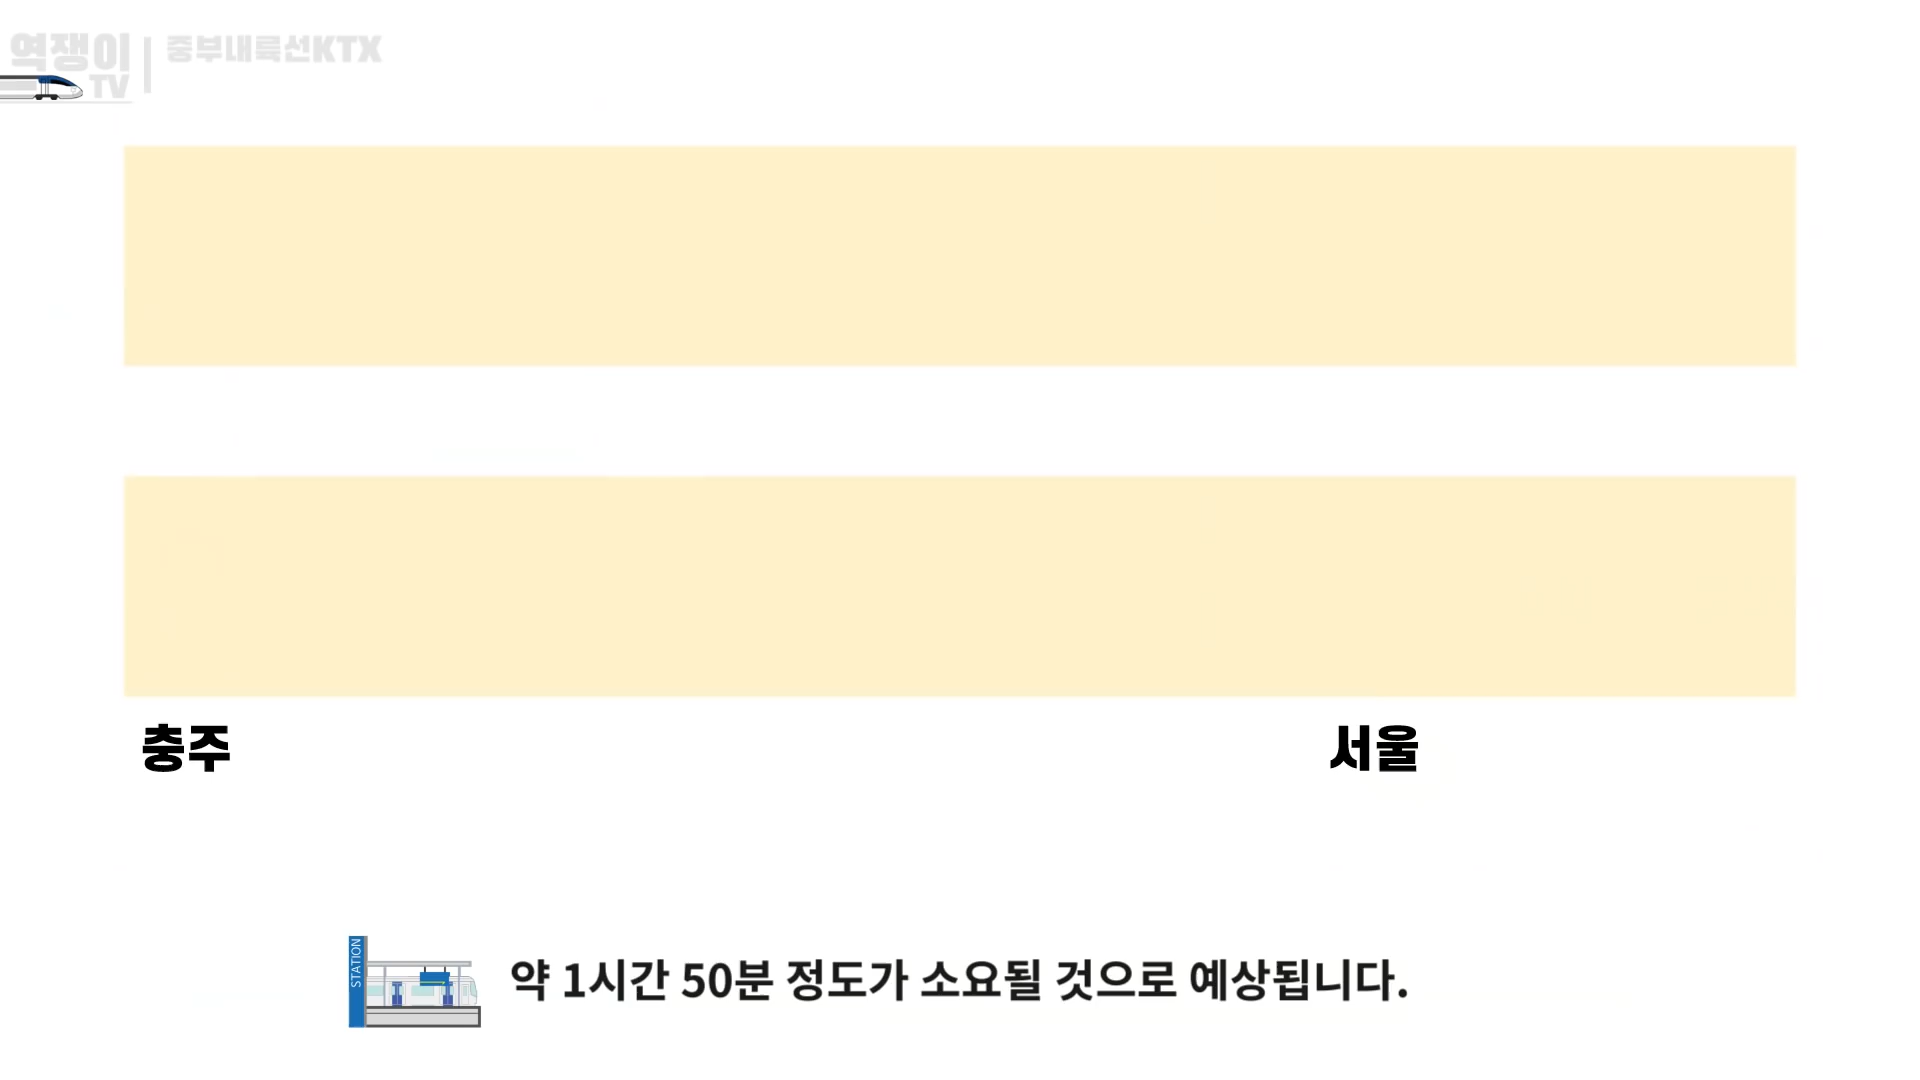 역쟁이
TV
중부내륙선KTX
충주
서울
STATION
약 1시간 50분 정도가 소요될 것으로 예상됩니다.